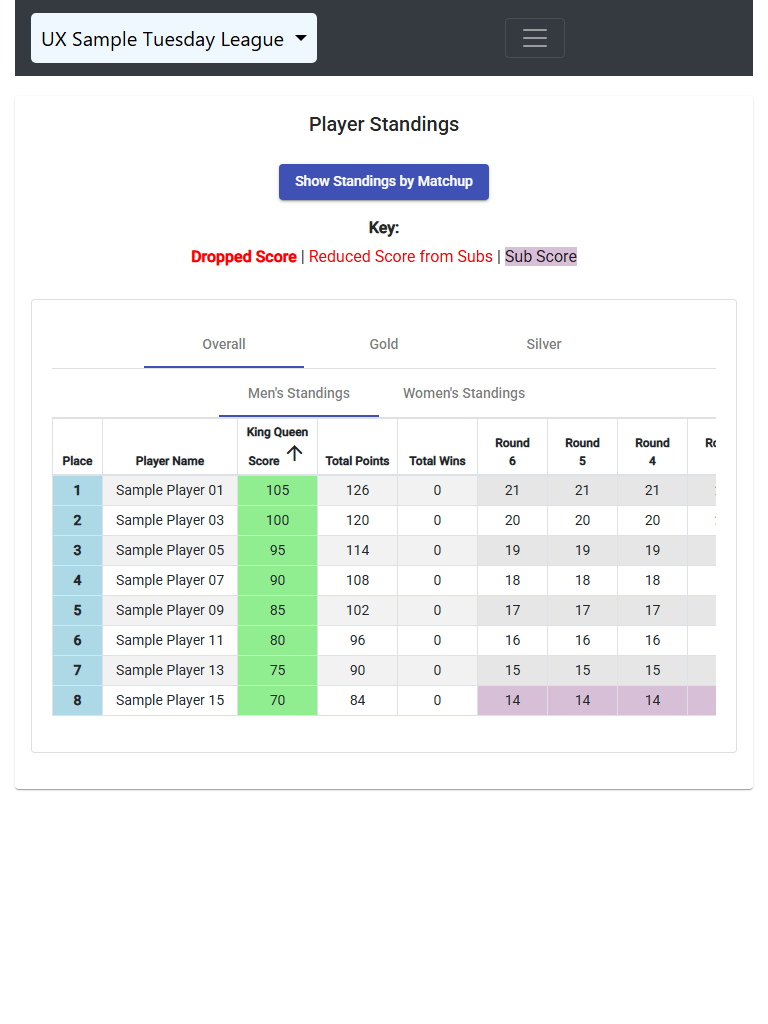 UX Sample Tuesday League
Player Standings
Show Standings by Matchup
Key:
Dropped Score | Reduced Score from Subs | Sub Score
Overall Gold Silver
Men's Standings Women's Standings
Place Player Name King Queen Score Total Points Total Wins Round 6 Round 5 Round 4
1 Sample Player 01 105 126 0 21 21 21
2 Sample Player 03 100 120 0 20 20 20
3 Sample Player 05 95 114 0 19 19 19
4 Sample Player 07 90 108 0 18 18 18
5 Sample Player 09 85 102 0 17 17 17
6 Sample Player 11 80 96 0 16 16 16
7 Sample Player 13 75 90 0 15 15 15
8 Sample Player 15 70 84 0 14 14 14